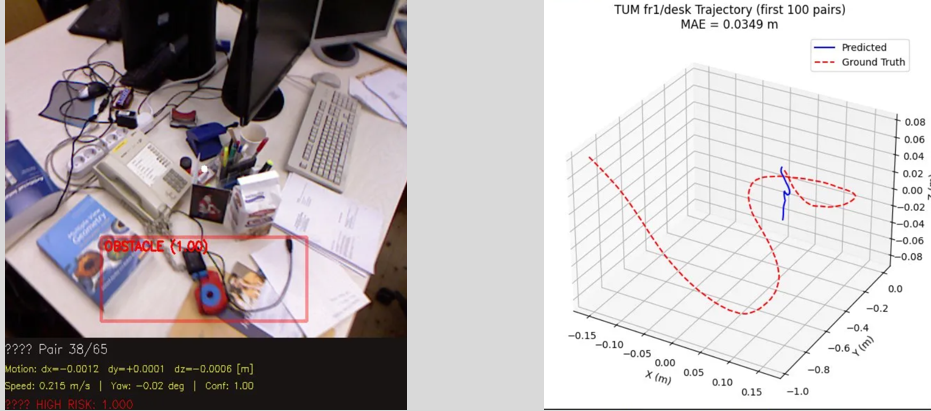 Multiple View
Geometry
OBSTACLE (1.00)
???? Pair 38/65
Motion: dx=-0.0012 dy=+0.0001 dz=-0.0006 [m]
Speed: 0.215 m/s | Yaw: -0.02 deg | Conf: 1.00
???? HIGH RISK: 1.000
TUM fr1/desk Trajectory (first 100 pairs)
MAE = 0.0349 m
Predicted
Ground Truth
0.08
0.06
0.04
0.02
0.00
−0.02
−0.04
−0.06
−0.08
Z (m)
0.0
−0.2
−0.4
−0.6
−0.8
−1.0
Y (m)
−0.15
−0.10
−0.05
0.00
0.05
0.10
0.15
X (m)